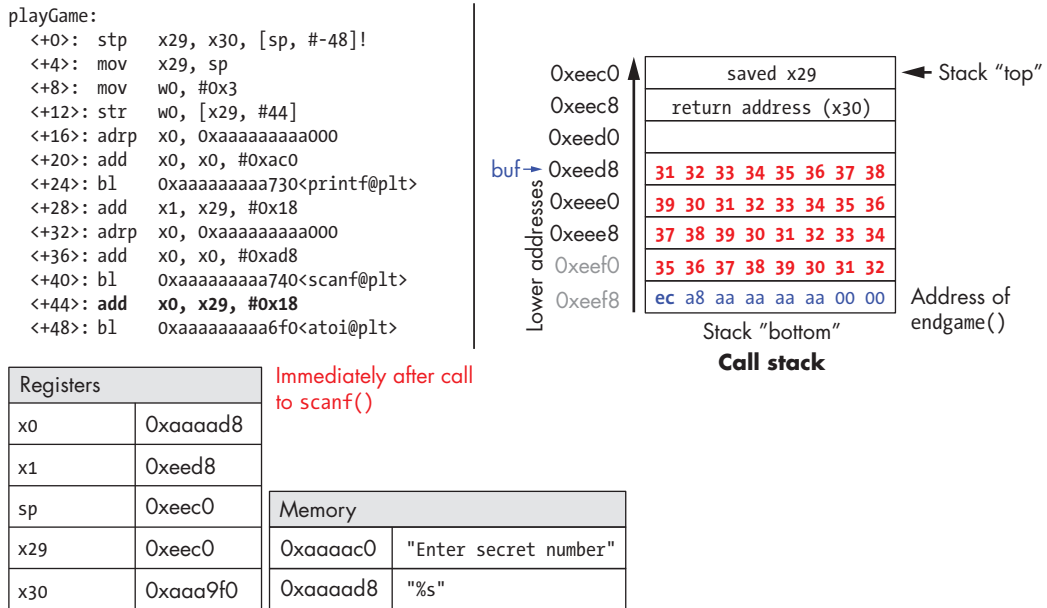 playGame:
<+0>: stp x29, x30, [sp, #-48]!
<+4>: mov x29, sp
<+8>: mov w0, #0x3
<+12>: str w0, [x29, #44]
<+16>: adrp x0, 0xaaaaaaaaa000
<+20>: add x0, x0, #0xac0
<+24>: bl 0xaaaaaaaaa730<printf@plt>
<+28>: add x1, x29, #0x18
<+32>: adrp x0, 0xaaaaaaaaa000
<+36>: add x0, x0, #0xad8
<+40>: bl 0xaaaaaaaaa740<scanf@plt>
<+44>: add x0, x29, #0x18
<+48>: bl 0xaaaaaaaaa6f0<atoi@plt>
Lower addresses
0xeec0 saved x29 Stack “top”
0xeec8 return address (x30)
0xeed0
buf 0xeed8 31 32 33 34 35 36 37 38
0xeee0 39 30 31 32 33 34 35 36
0xeee8 37 38 39 30 31 32 33 34
0xeef0 35 36 37 38 39 30 31 32
0xeef8 ec a8 aa aa aa aa 00 00
Address of
endgame()
Stack “bottom”
Call stack
Immediately after call
to scanf()
Registers
x0 0xaaaad8
x1 0xeed8
sp 0xeec0
x29 0xeec0
x30 0xaaa9f0
Memory
0xaaaac0 "Enter secret number"
0xaaaad8 "%s"